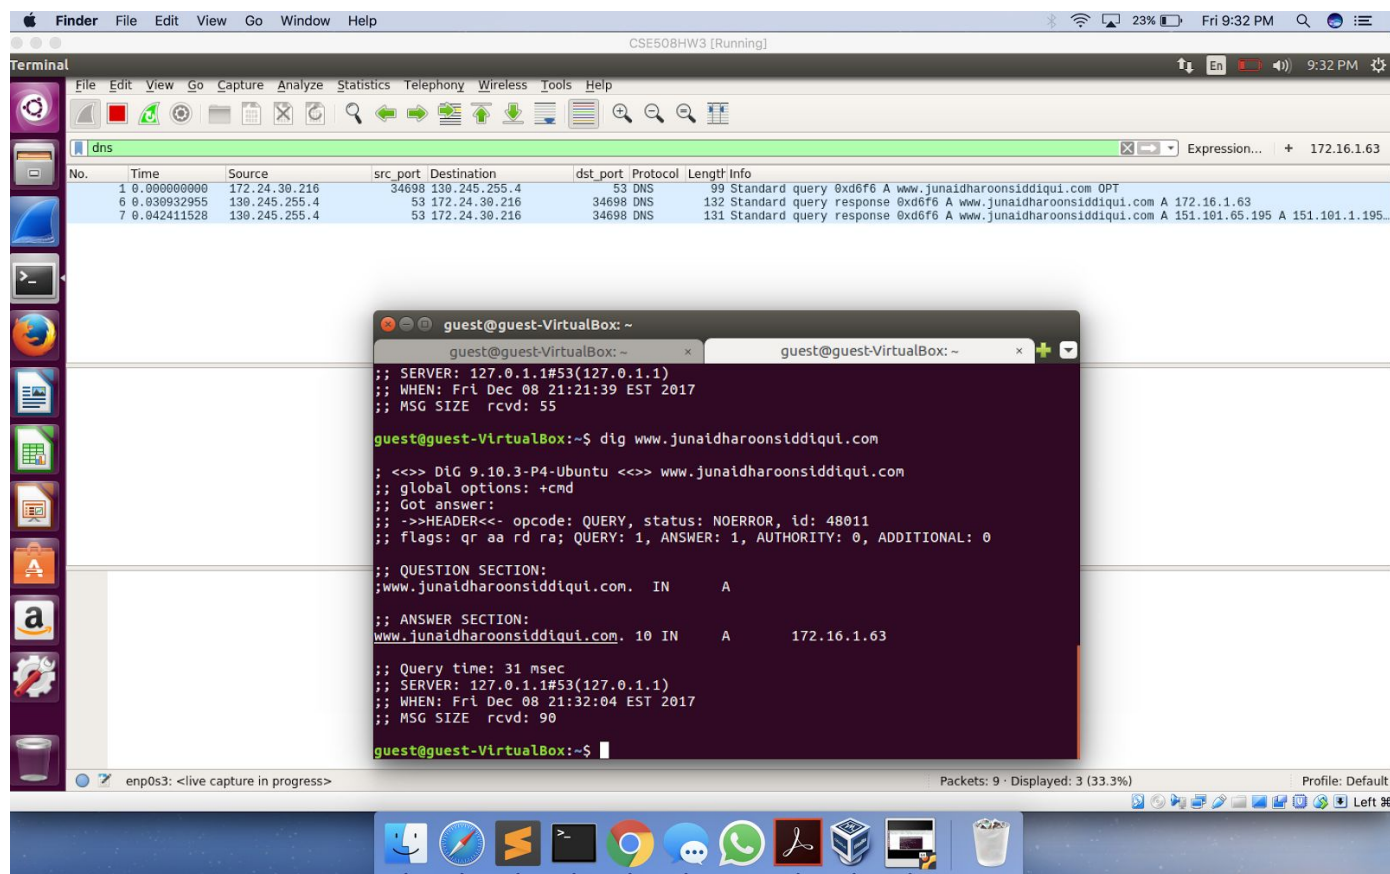 Finder File Edit View Go Window Help 23% Fri 9:32 PM
CSE508HW3 [Running]
Terminal En 9:32 PM
File Edit View Go Capture Analyze Statistics Telephony Wireless Tools Help
dns Expression... + 172.16.1.63
No. Time Source src_port Destination dst_port Protocol Length Info
1 0.000000000 172.24.30.216 34698 130.245.255.4 53 DNS 99 Standard query 0xd6f6 A www.junaidharoonsiddiqui.com OPT
6 0.030932955 130.245.255.4 53 172.24.30.216 34698 DNS 132 Standard query response 0xd6f6 A www.junaidharoonsiddiqui.com A 172.16.1.63
7 0.042411528 130.245.255.4 53 172.24.30.216 34698 DNS 131 Standard query response 0xd6f6 A www.junaidharoonsiddiqui.com A 151.101.65.195 A 151.101.1.195…
guest@guest-VirtualBox: ~
guest@guest-VirtualBox: ~ × guest@guest-VirtualBox: ~ ×
;; SERVER: 127.0.1.1#53(127.0.1.1)
;; WHEN: Fri Dec 08 21:21:39 EST 2017
;; MSG SIZE rcvd: 55
guest@guest-VirtualBox:~$ dig www.junaidharoonsiddiqui.com
; <<>> DiG 9.10.3-P4-Ubuntu <<>> www.junaidharoonsiddiqui.com
;; global options: +cmd
;; Got answer:
;; ->>HEADER<<- opcode: QUERY, status: NOERROR, id: 48011
;; flags: qr aa rd ra; QUERY: 1, ANSWER: 1, AUTHORITY: 0, ADDITIONAL: 0
;; QUESTION SECTION:
;www.junaidharoonsiddiqui.com. IN A
;; ANSWER SECTION:
www.junaidharoonsiddiqui.com. 10 IN A 172.16.1.63
;; Query time: 31 msec
;; SERVER: 127.0.1.1#53(127.0.1.1)
;; WHEN: Fri Dec 08 21:32:04 EST 2017
;; MSG SIZE rcvd: 90
guest@guest-VirtualBox:~$
enp0s3: <live capture in progress> Packets: 9 · Displayed: 3 (33.3%) Profile: Default
Left ⌘